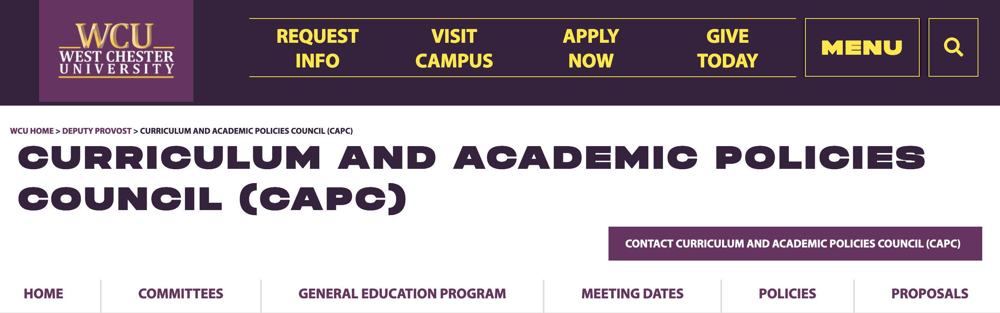 WCU
WEST CHESTER
UNIVERSITY
REQUEST
INFO
VISIT
CAMPUS
APPLY
NOW
GIVE
TODAY
MENU
WCU HOME > DEPUTY PROVOST > CURRICULUM AND ACADEMIC POLICIES COUNCIL (CAPC)
CURRICULUM AND ACADEMIC POLICIES
COUNCIL (CAPC)
CONTACT CURRICULUM AND ACADEMIC POLICIES COUNCIL (CAPC)
HOME
COMMITTEES
GENERAL EDUCATION PROGRAM
MEETING DATES
POLICIES
PROPOSALS